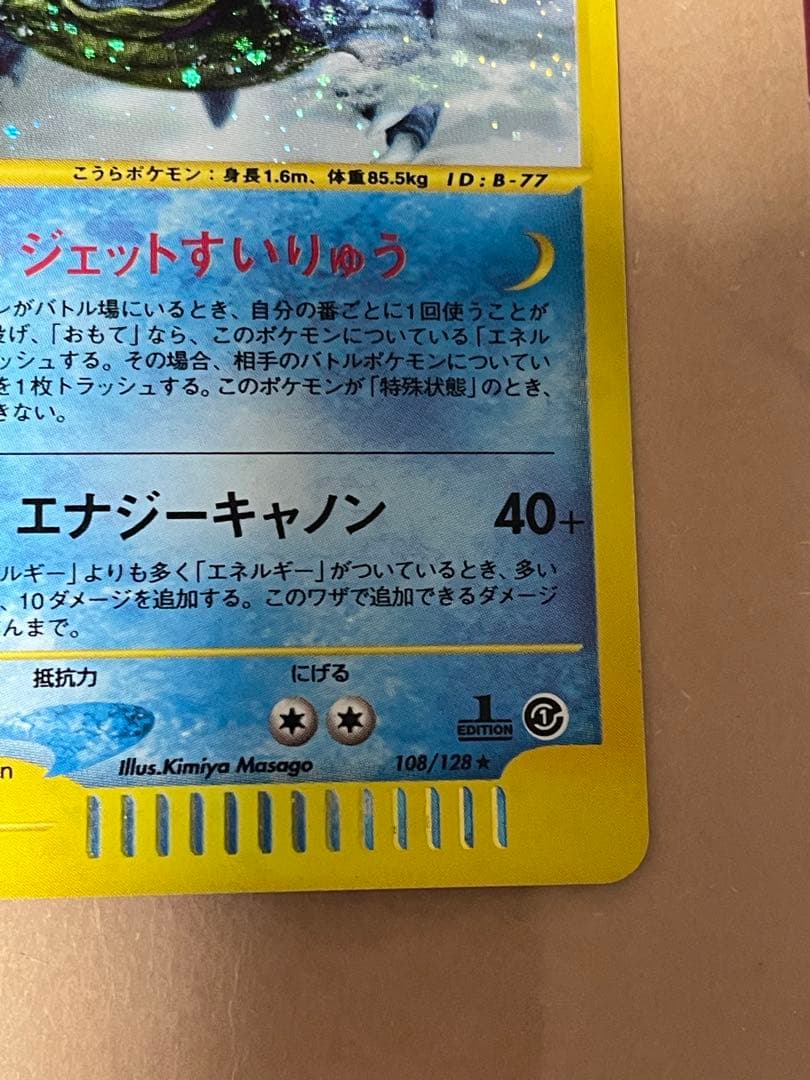 こうらポケモン：身長1.6m、体重85.5kg ID:B-77
ジェットすいりゅう
がバトル場にいるとき、自分の番ごとに1回使うことが
投げ、「おもて」なら、このポケモンについている「エネル
ッシュする。その場合、相手のバトルポケモンについてい
を1枚トラッシュする。このポケモンが「特殊状態」のとき、
きない。
エナジーキャノン 40+
ルギー」よりも多く「エネルギー」がついているとき、多い
、10ダメージを追加する。このワザで追加できるダメージ
んまで。
抵抗力 にげる
1 EDITION 1
n Illus.Kimiya Masago 108/128★